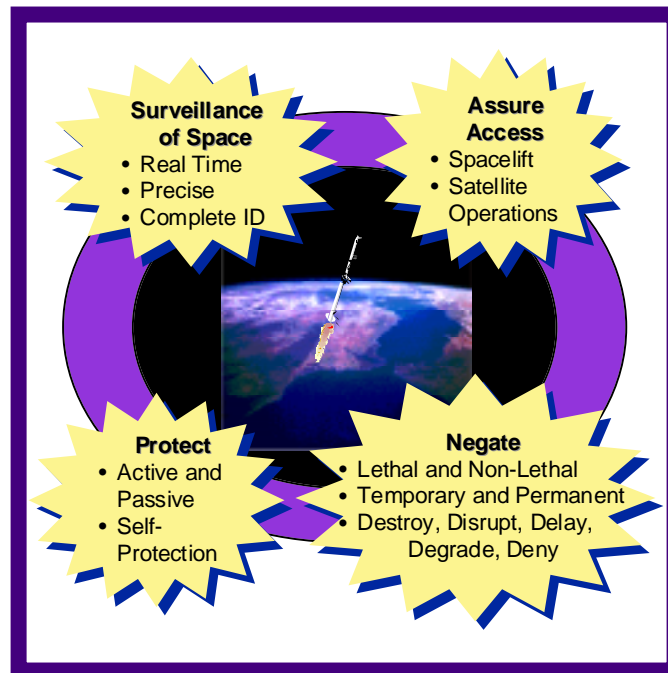 Surveillance
of Space
• Real Time
• Precise
• Complete ID
Assure
Access
• Spacelift
• Satellite
Operations
Protect
• Active and
Passive
• Self-
Protection
Negate
• Lethal and Non-Lethal
• Temporary and Permanent
• Destroy, Disrupt, Delay,
Degrade, Deny